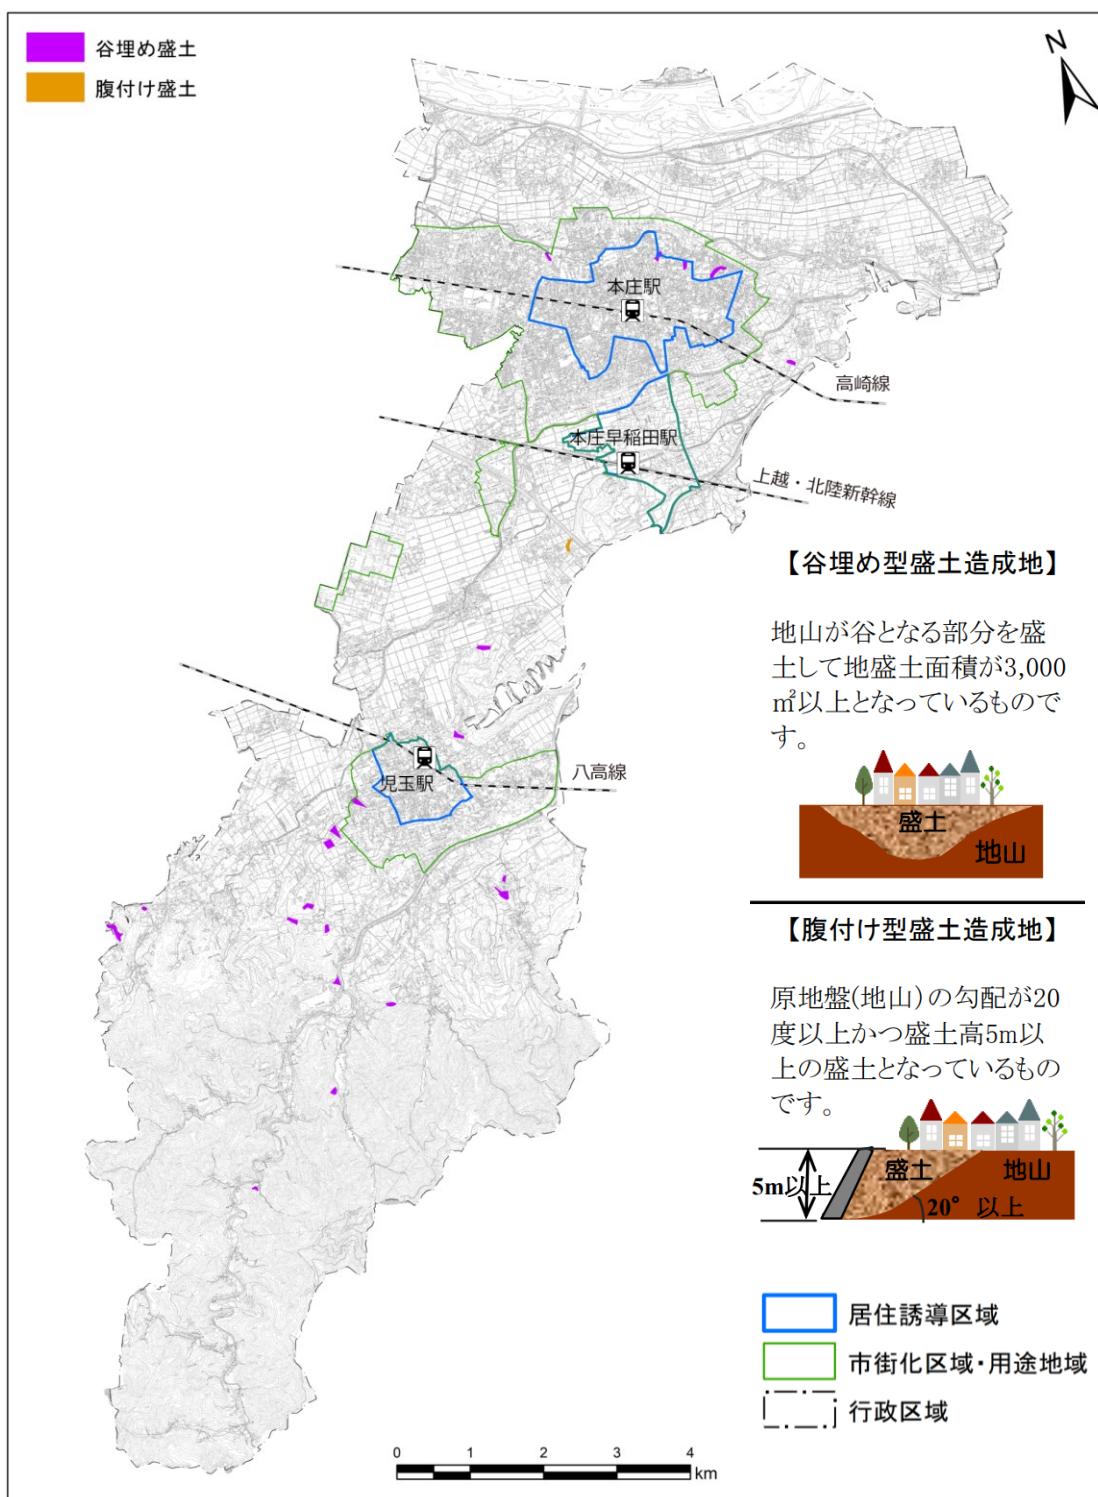 谷埋め盛土
腹付け盛土
N
本庄駅
高崎線
本庄早稲田駅
上越・北陸新幹線
【谷埋め型盛土造成地】
地山が谷となる部分を盛
土して地盛土面積が3,000
㎡以上となっているもので
す。
盛土
地山
八高線
児玉駅
【腹付け型盛土造成地】
原地盤(地山)の勾配が20
度以上かつ盛土高5m以
上の盛土となっているもの
です。
盛土
地山
5m以上
20° 以上
居住誘導区域
市街化区域・用途地域
行政区域
0 1 2 3 4
km